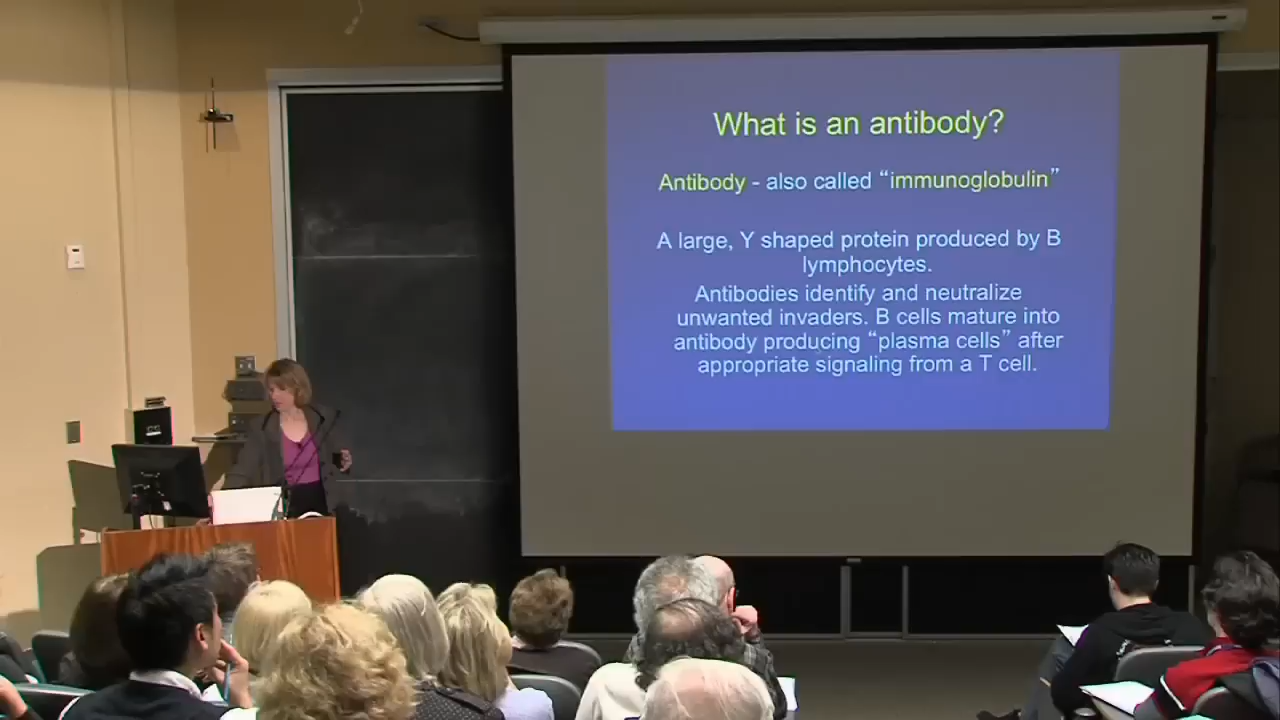 What is an antibody?
Antibody - also called “immunoglobulin”
A large, Y shaped protein produced by B
lymphocytes.
Antibodies identify and neutralize
unwanted invaders. B cells mature into
antibody producing “plasma cells” after
appropriate signaling from a T cell.